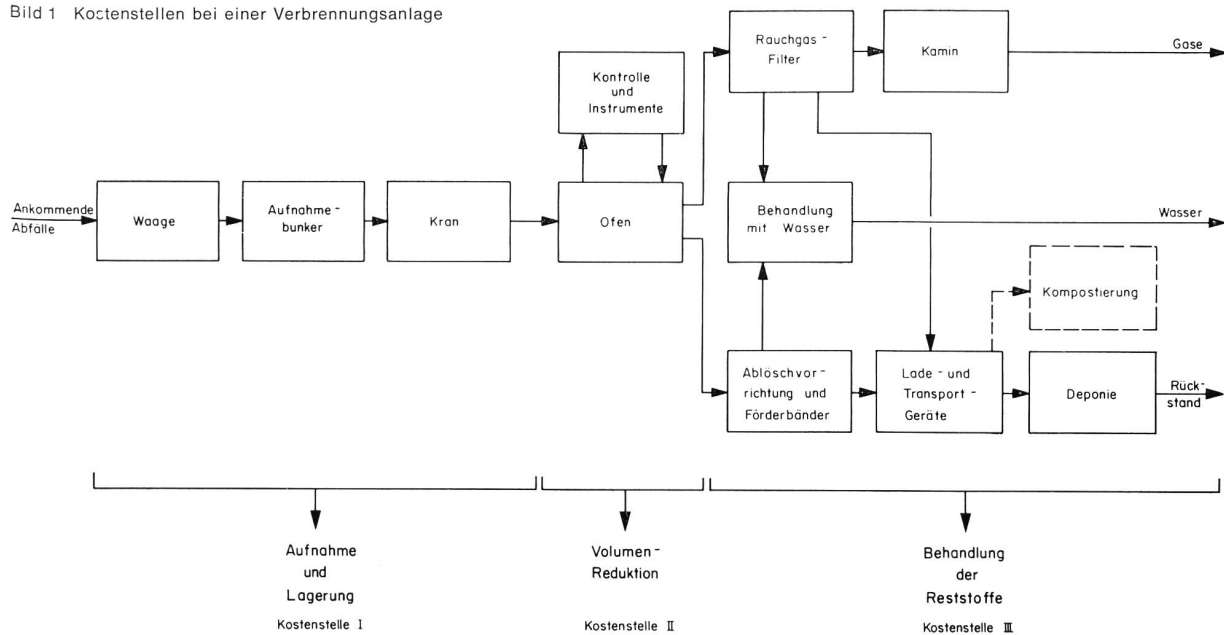 Bild 1 Kostenstellen bei einer Verbrennungsanlage
Rauchgas-
Filter
Kamin
Gase
Kontrolle
und
Instrumente
Ankommende
Abfälle
Waage
Aufnahme-
bunker
Kran
Ofen
Behandlung
mit Wasser
Wasser
Kompostierung
Ablöschvor-
richtung und
Förderbänder
Lade- und
Transport-
Geräte
Deponie
Rück-
stand
Aufnahme
und
Lagerung
Kostenstelle I
Volumen-
Reduktion
Kostenstelle II
Behandlung
der
Reststoffe
Kostenstelle III